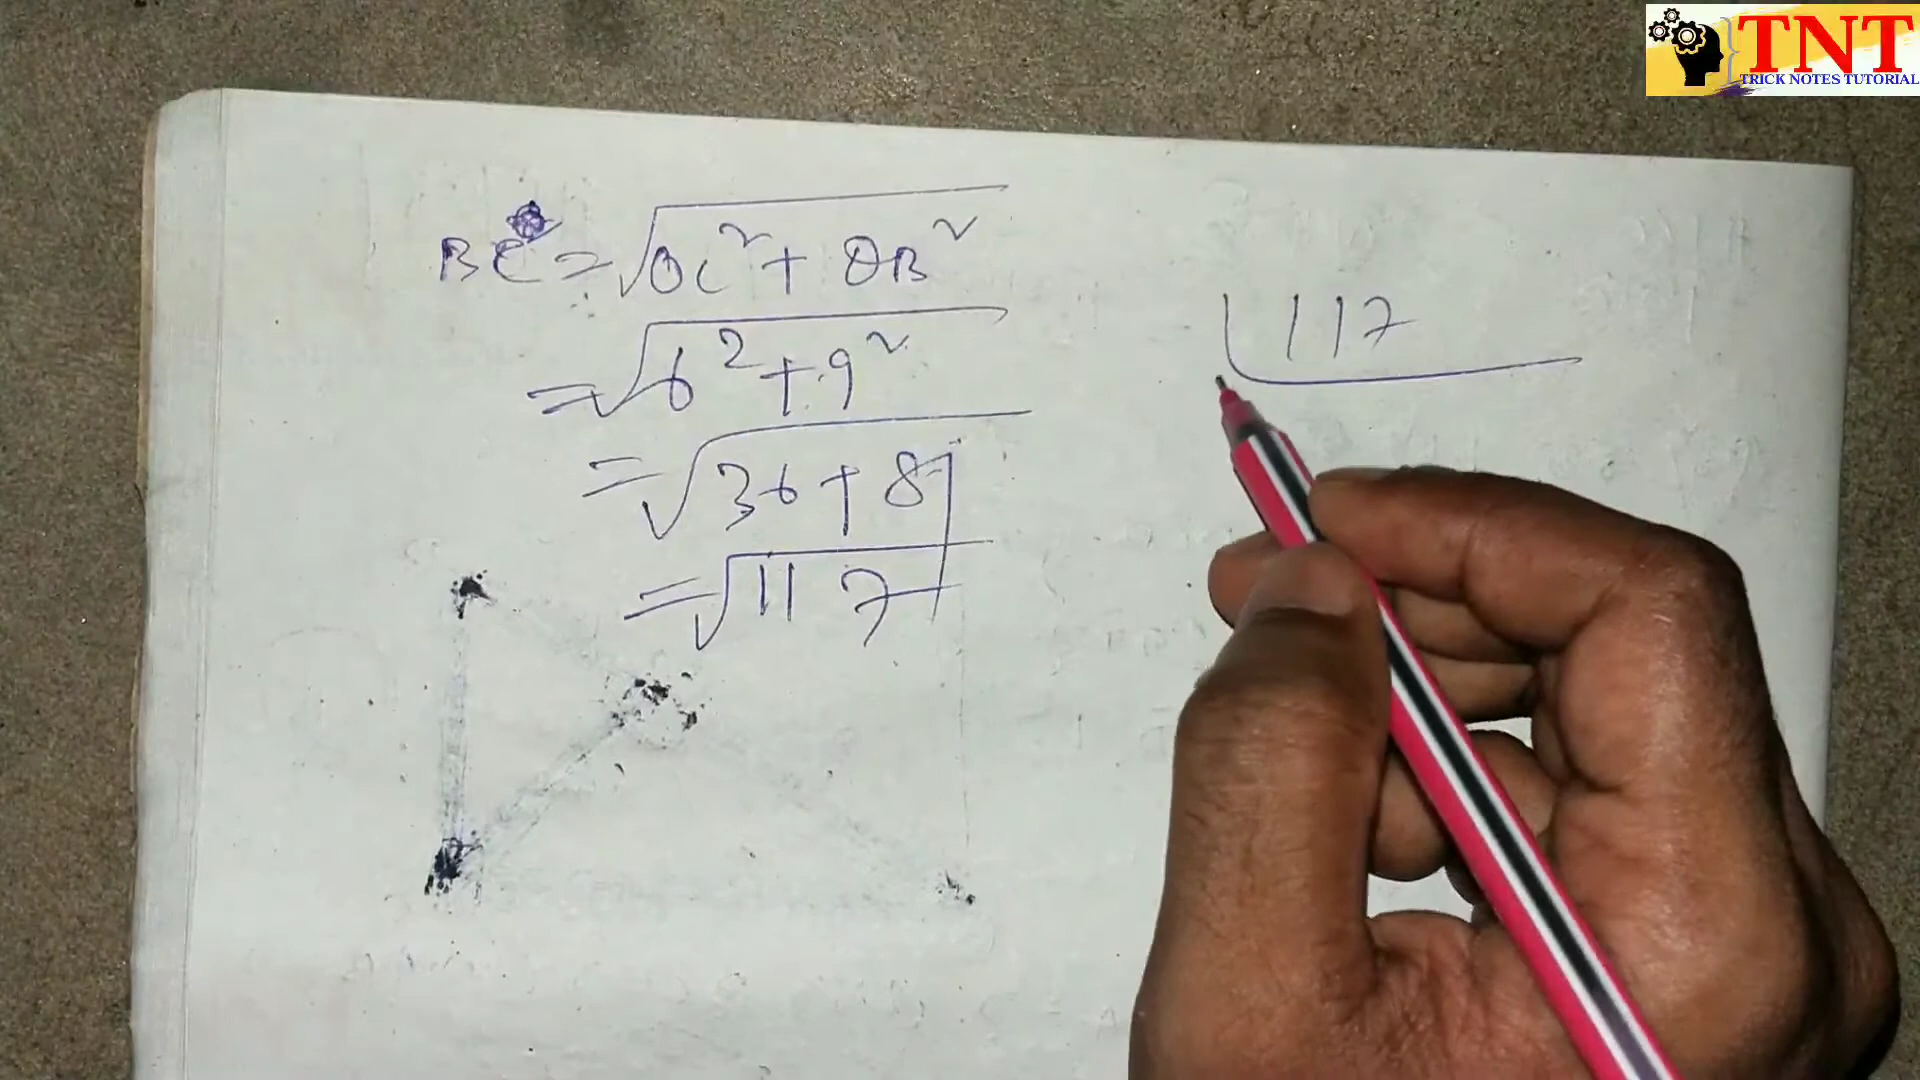 BC = √OC² + OB²
= √6² + 9²
= √36 + 81
= √117
117
TNT
TRICK NOTES TUTORIAL